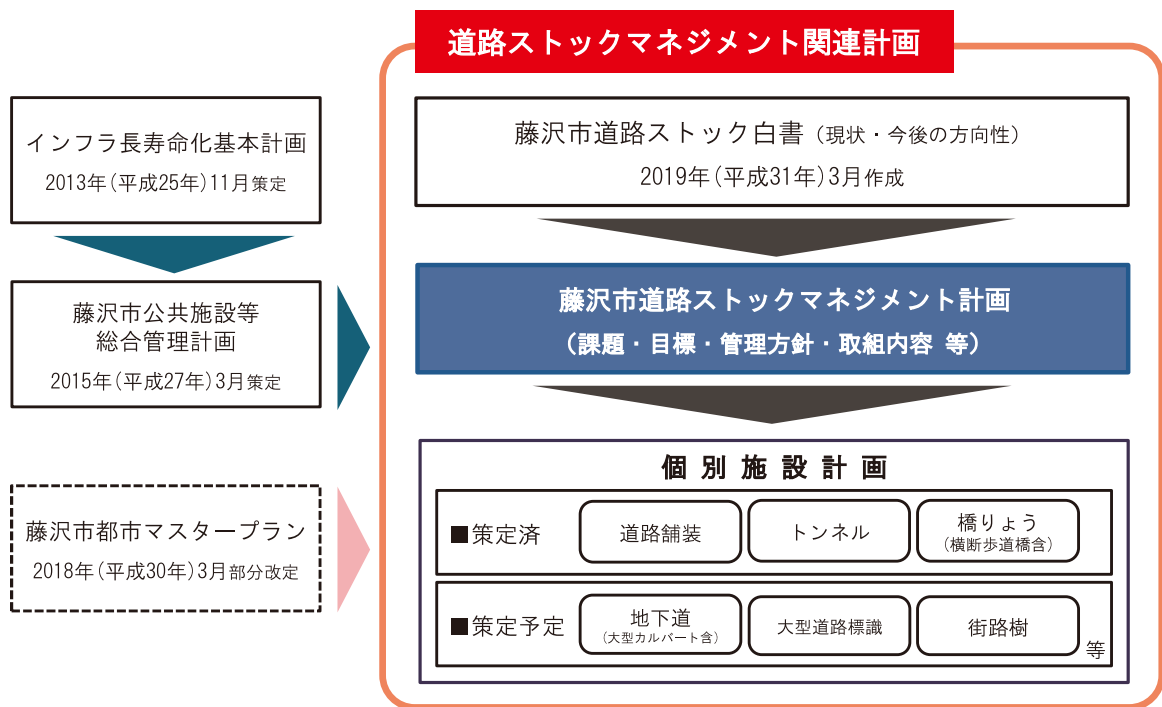 道路ストックマネジメント関連計画
インフラ長寿命化基本計画
2013年(平成25年)11月策定
藤沢市公共施設等
総合管理計画
2015年(平成27年)3月策定
藤沢市都市マスタープラン
2018年(平成30年)3月部分改定
藤沢市道路ストック白書(現状・今後の方向性)
2019年(平成31年)3月作成
藤沢市道路ストックマネジメント計画
(課題・目標・管理方針・取組内容 等)
個別施設計画
■策定済
道路舗装
トンネル
橋りょう
(横断歩道橋含)
■策定予定
地下道
(大型カルバート含)
大型道路標識
街路樹
等